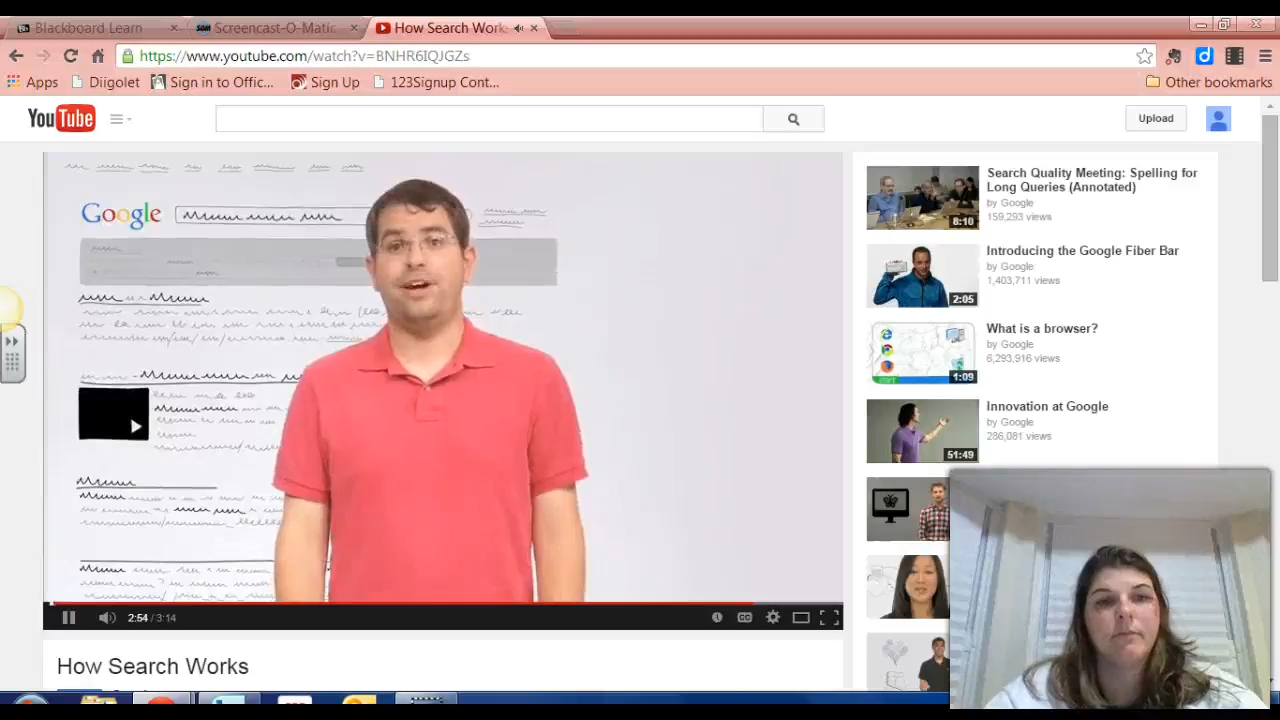 Blackboard Learn
Screencast-O-Matic
How Search Work
https://www.youtube.com/watch?v=BNHR6IQJGZs
Apps Diigolet Sign in to Offic... Sign Up 123Signup Cont... Other bookmarks
YouTube
Upload
Google
Search Quality Meeting: Spelling for
Long Queries (Annotated)
by Google
159,293 views
8:10
Introducing the Google Fiber Bar
by Google
1,403,711 views
2:05
What is a browser?
by Google
6,293,916 views
1:09
Innovation at Google
by Google
286,081 views
51:49
2:54 / 3:14
CC
How Search Works